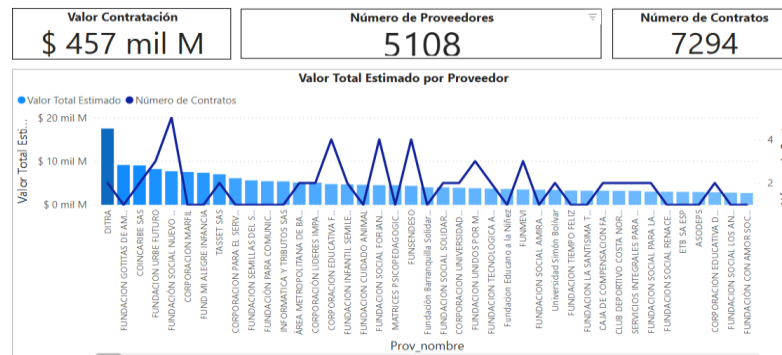 Valor Contratación
$ 457 mil M
Número de Proveedores
5108
Número de Contratos
7294
Valor Total Estimado por Proveedor
Valor Total Estimado
Número de Contratos
Valor Total Esti...
$ 20 mil M
$ 10 mil M
$ 0 mil M
4
2
DITRA
FUNDACION GOTITAS DE AM...
COINCARIBE SAS
FUNDACION URBE FUTURO
FUNDACIÓN SOCIAL NUEVO ...
CORPORACION MARFIL
FUND MI ALEGRE INFANCIA
TASSET SAS
CORPORACION PARA EL SERV...
FUNDACION SEMILLAS DEL S...
FUNDACIÓN PARA COMUNIC...
INFORMATICA Y TRIBUTOS SAS
ÁREA METROPOLITANA DE BA...
CORPORACIÓN LIDERES IMPA...
CORPORACION EDUCATIVA F...
FUNDACION INFANTIL SEMILE...
FUNDACION CUIDADO ANIMAL
FUNDACION SOCIAL FORJAN...
MATRICES PSICOPEDAGOGIC...
FUNSENDESO
Fundación Barranquilla Solidar...
FUNDACION SOCIAL SOLIDAR...
CORPORACION UNIVERSIDAD ...
FUNDACION UNIDOS POR M...
FUNDACION TECNOLOGICA A...
Fundacion Educano a la Niñez
FUNMEVI
FUNDACION SOCIAL AMIRA...
Universidad Simón Bolívar
FUNDACION TIEMPO FELIZ
FUNDACION LA SANTISIMA T...
CAJA DE COMPENSACION FA...
CLUB DEPORTIVO COSTA NOR...
SERVICIOS INTEGRALES PARA ...
FUNDACION SOCIAL PARA LA...
FUNDACION SOCIAL RENACE...
ETB SA ESP
ASODEPS
CORPORACION EDUCATIVA D...
FUNDACION SOCIAL LOS AN...
FUNDACION CON AMOR SOC...
Prov_nombre